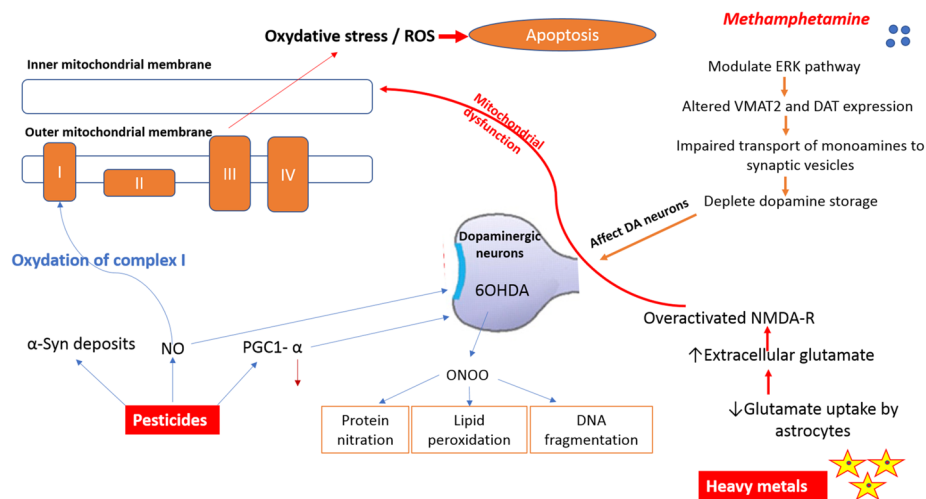 Methamphetamine
Oxydative stress / ROS
Apoptosis
Inner mitochondrial membrane
Modulate ERK pathway
Mitochondrial
dysfunction
Altered VMAT2 and DAT expression
Outer mitochondrial membrane
Impaired transport of monoamines to
synaptic vesicles
I
II
III
IV
Deplete dopamine storage
Affect DA neurons
Dopaminergic
neurons
Oxydation of complex I
6OHDA
Overactivated NMDA-R
α-Syn deposits
NO
PGC1- α
↑Extracellular glutamate
ONOO
↓Glutamate uptake by
astrocytes
Pesticides
Protein
nitration
Lipid
peroxidation
DNA
fragmentation
Heavy metals